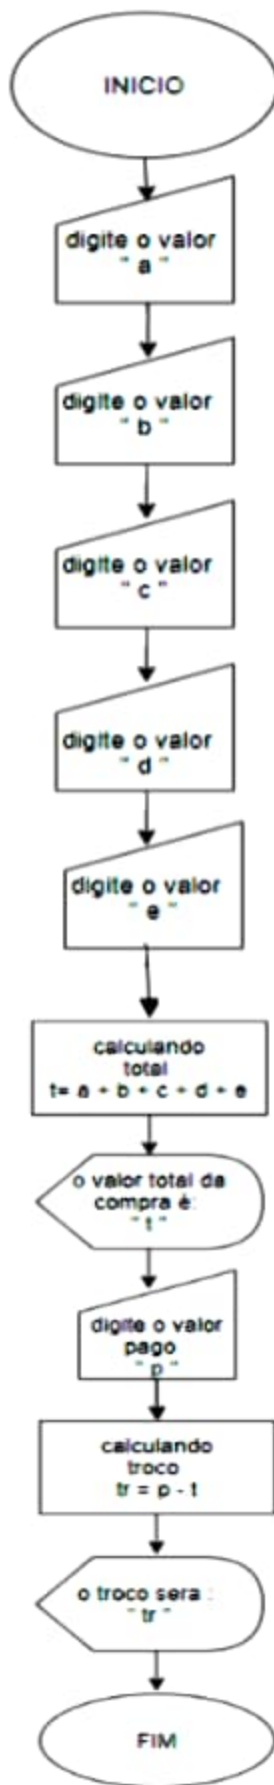 INICIO
digite o valor
" a "
digite o valor
" b "
digite o valor
" c "
digite o valor
" d "
digite o valor
" e "
calculando
total
t= a + b + c + d + e
o valor total da
compra é:
" t "
digite o valor
pago
" p "
calculando
troco
tr = p - t
o troco sera :
" tr "
FIM